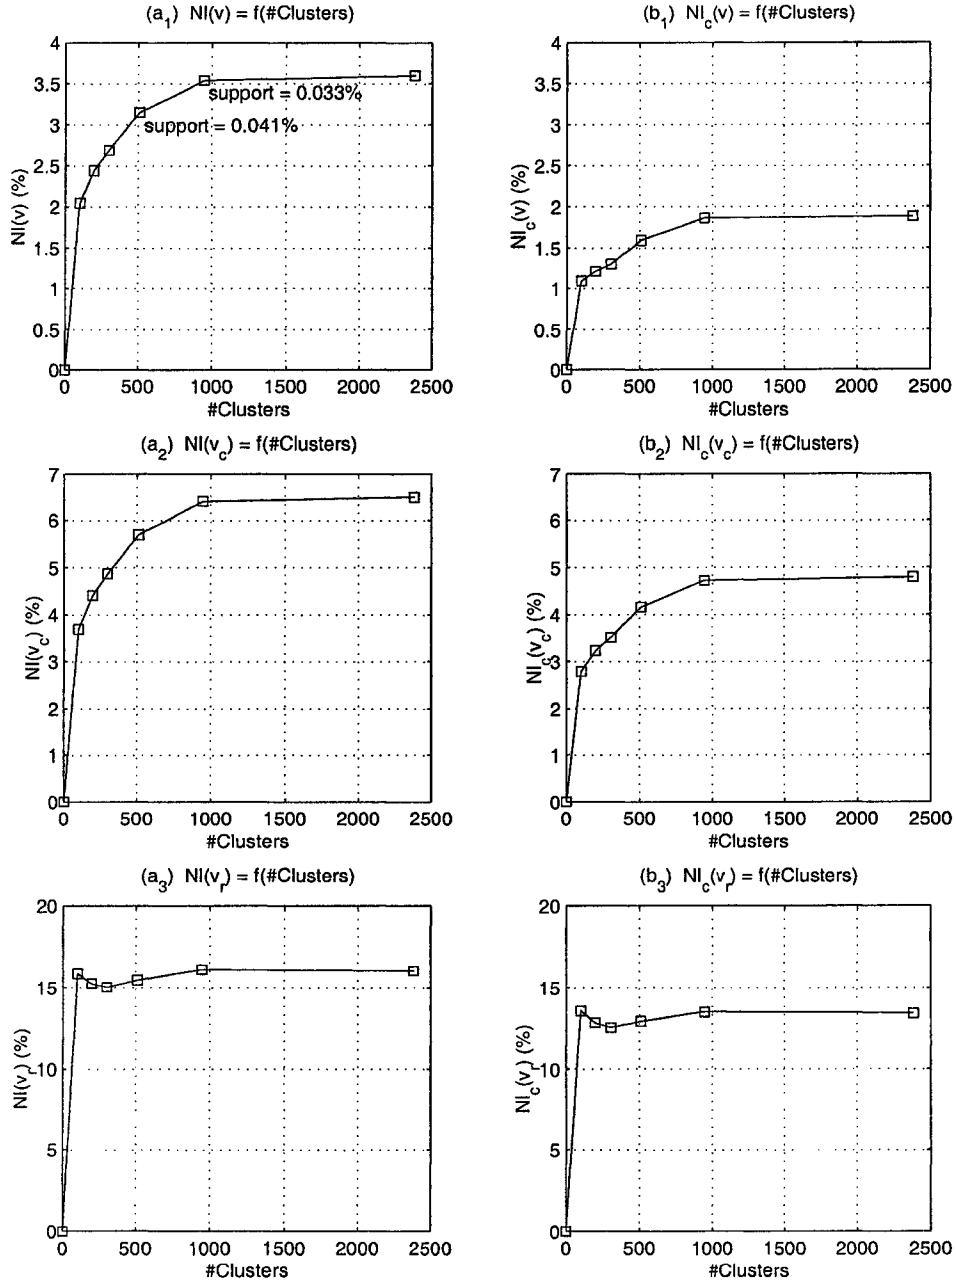 (a1) NI(v) = f(#Clusters)
4
3.5
3
2.5
2
1.5
1
0.5
0
NI(v) (%)
support = 0.033%
support = 0.041%
0 500 1000 1500 2000 2500
#Clusters
(b1) NIc(v) = f(#Clusters)
4
3.5
3
2.5
2
1.5
1
0.5
0
NIc(v) (%)
0 500 1000 1500 2000 2500
#Clusters
(a2) NI(vc) = f(#Clusters)
7
6
5
4
3
2
1
0
NI(vc) (%)
0 500 1000 1500 2000 2500
#Clusters
(b2) NIc(vc) = f(#Clusters)
7
6
5
4
3
2
1
0
NIc(vc) (%)
0 500 1000 1500 2000 2500
#Clusters
(a3) NI(vr) = f(#Clusters)
20
15
10
5
0
NI(vr) (%)
0 500 1000 1500 2000 2500
#Clusters
(b3) NIc(vr) = f(#Clusters)
20
15
10
5
0
NIc(vr) (%)
0 500 1000 1500 2000 2500
#Clusters